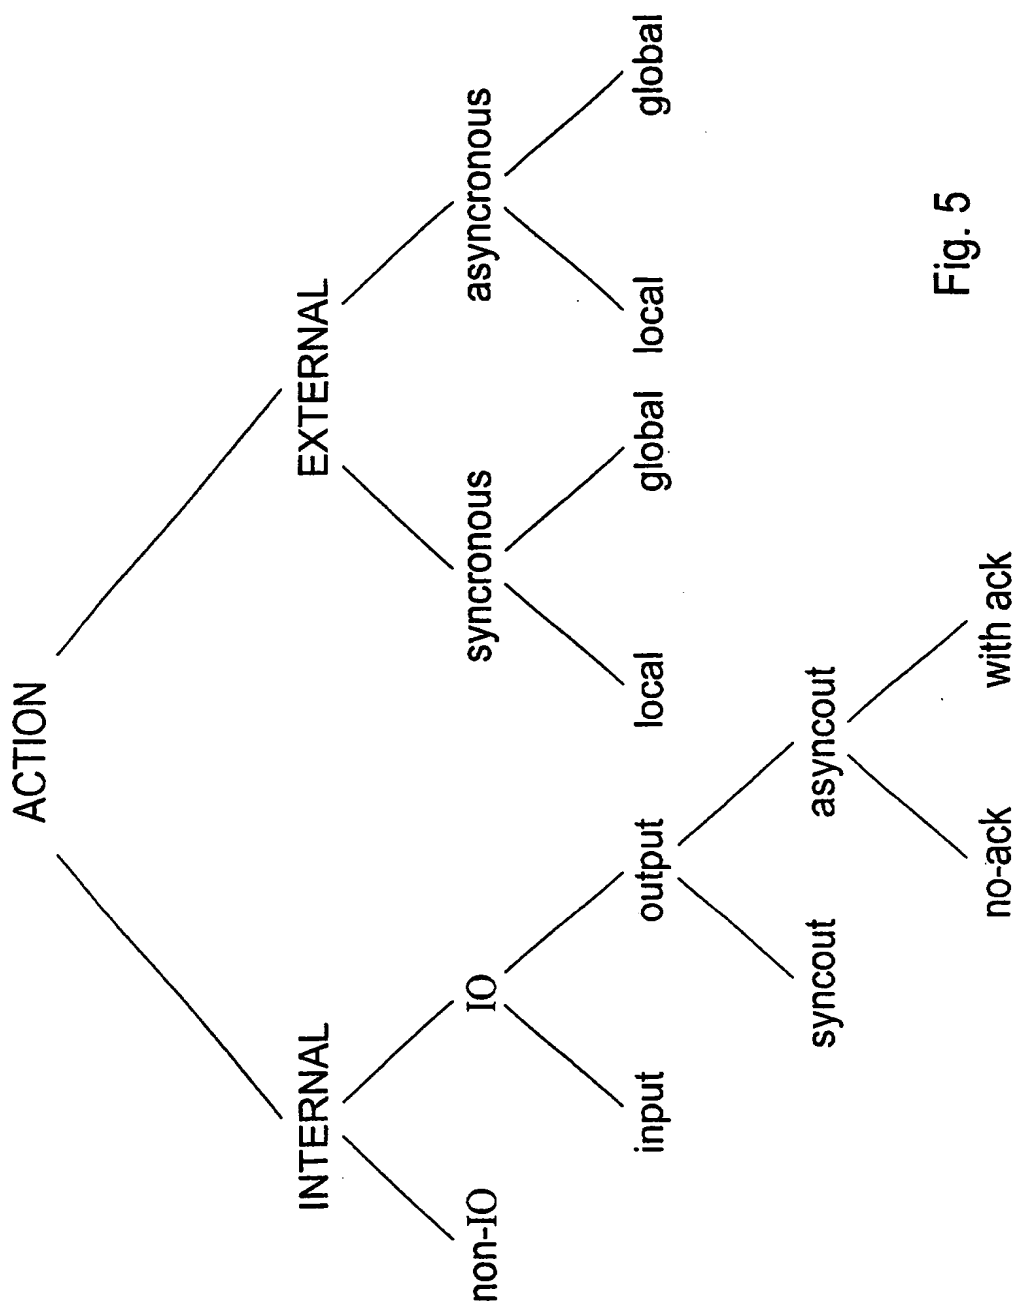 ACTION
INTERNAL
EXTERNAL
non-IO
IO
syncronous
asyncronous
input
output
local
global
local
global
syncout
asyncout
no-ack
with ack
Fig. 5